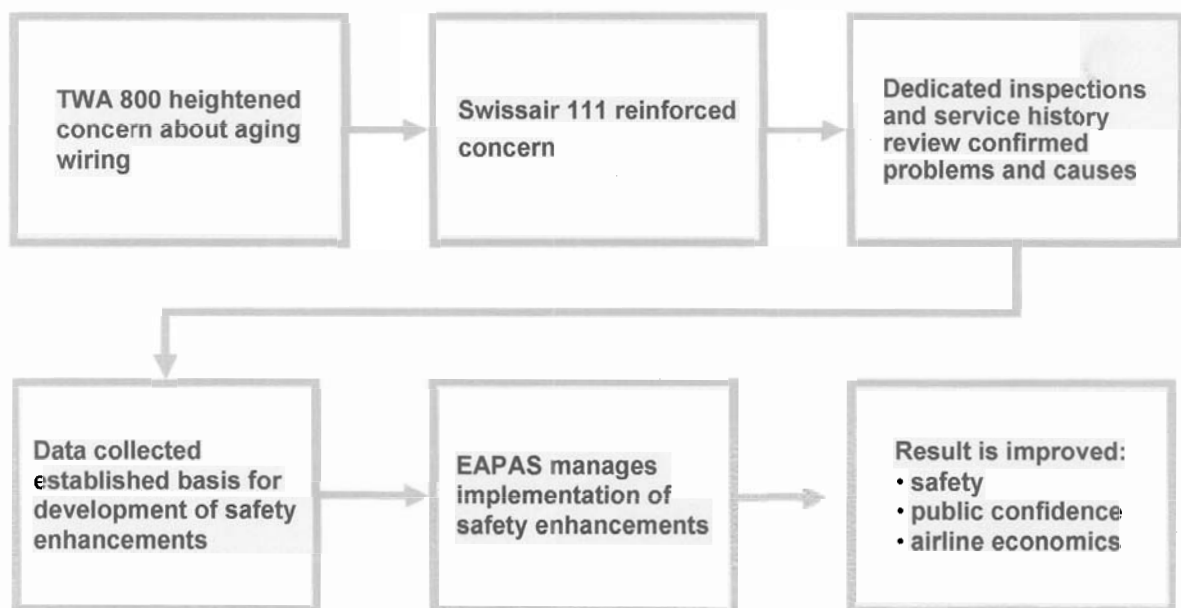 TWA 800 heightened
concern about aging
wiring
Swissair 111 reinforced
concern
Dedicated inspections
and service history
review confirmed
problems and causes
Data collected
established basis for
development of safety
enhancements
EAPAS manages
implementation of
safety enhancements
Result is improved:
• safety
• public confidence
• airline economics